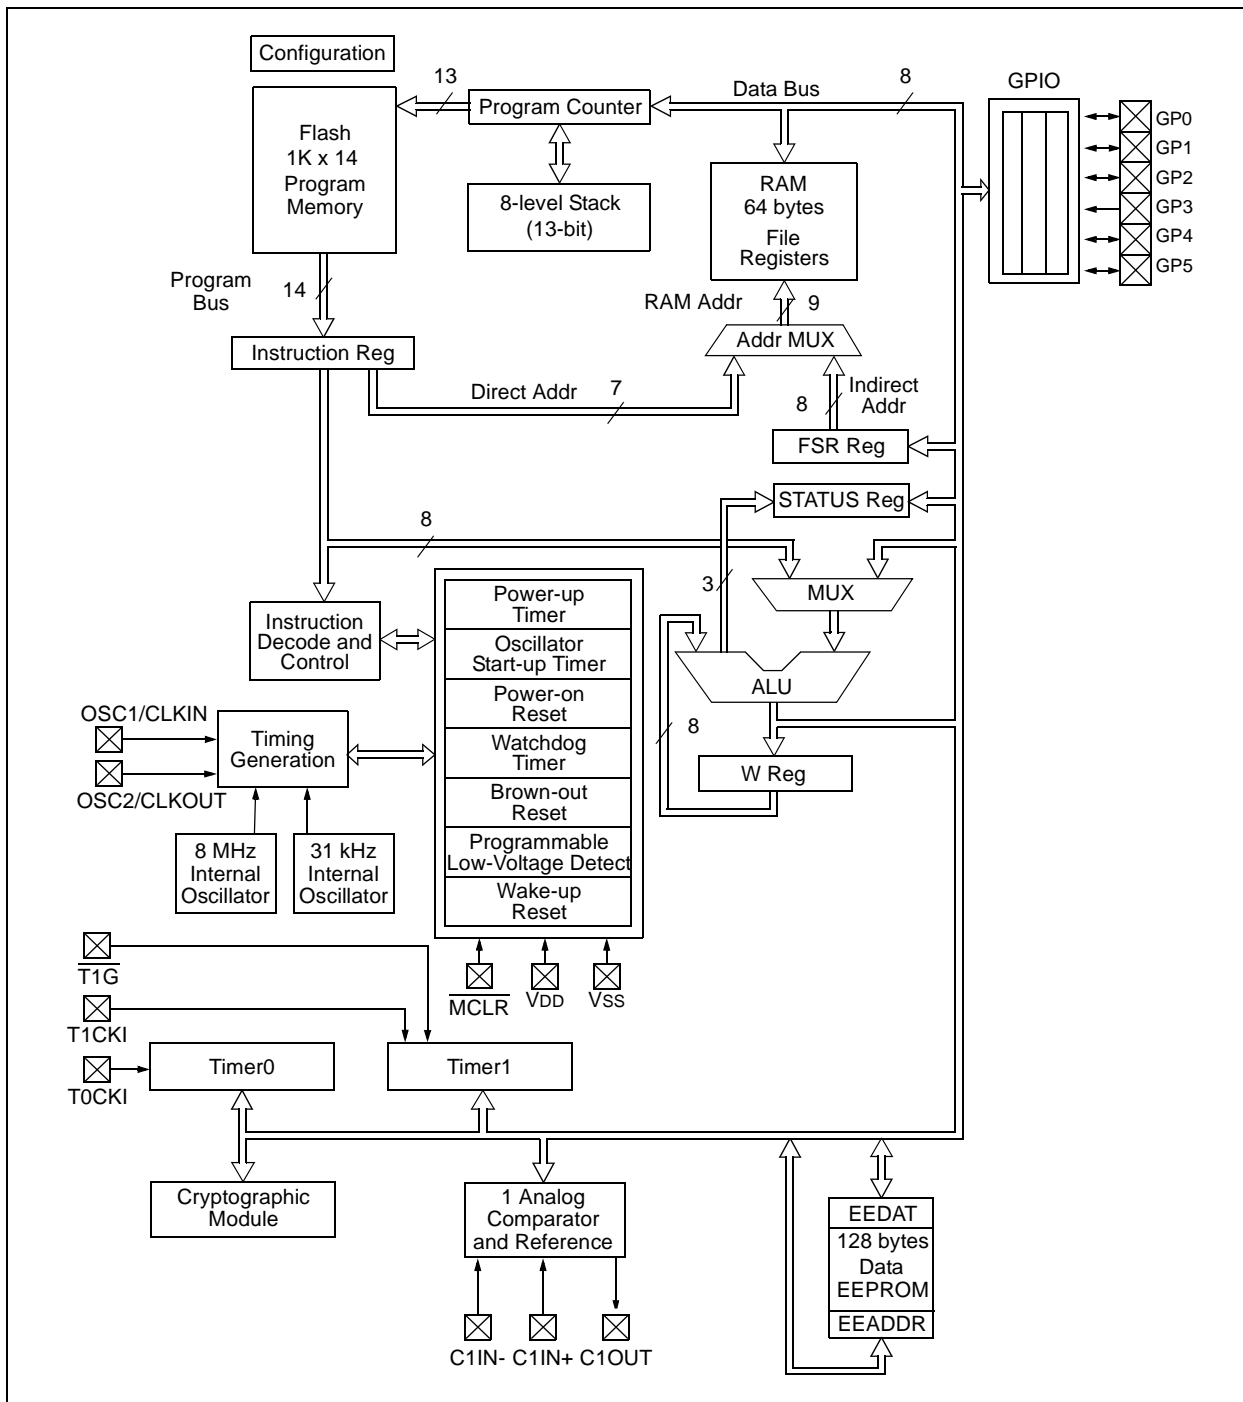 Configuration
13
8
Data Bus
GPIO
Program Counter
Flash
1K x 14
Program
Memory
8-level Stack
(13-bit)
RAM
64 bytes
File
Registers
GP0
GP1
GP2
GP3
GP4
GP5
Program
Bus
14
RAM Addr
9
Addr MUX
Instruction Reg
Direct Addr
7
8
Indirect
Addr
FSR Reg
STATUS Reg
8
3
MUX
Instruction
Decode and
Control
Power-up
Timer
Oscillator
Start-up Timer
Power-on
Reset
Watchdog
Timer
Brown-out
Reset
Programmable
Low-Voltage Detect
Wake-up
Reset
ALU
8
W Reg
OSC1/CLKIN
Timing
Generation
OSC2/CLKOUT
8 MHz
Internal
Oscillator
31 kHz
Internal
Oscillator
T1G
MCLR
VDD
VSS
T1CKI
Timer0
Timer1
T0CKI
Cryptographic
Module
1 Analog
Comparator
and Reference
EEDAT
128 bytes
Data
EEPROM
EEADDR
C1IN- C1IN+ C1OUT